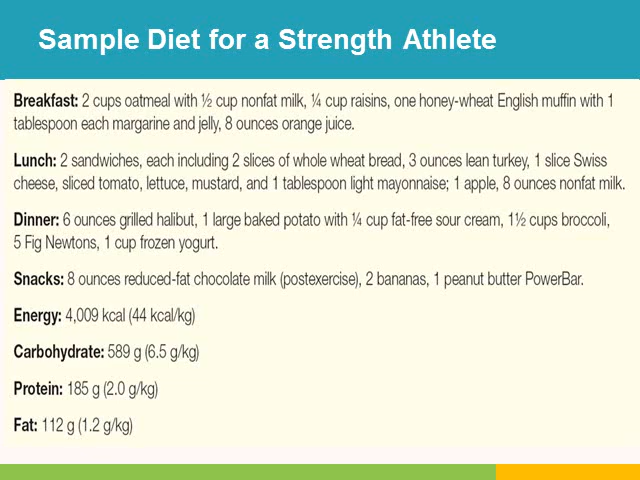 Sample Diet for a Strength Athlete
Breakfast: 2 cups oatmeal with ½ cup nonfat milk, ¼ cup raisins, one honey-wheat English muffin with 1
tablespoon each margarine and jelly, 8 ounces orange juice.
Lunch: 2 sandwiches, each including 2 slices of whole wheat bread, 3 ounces lean turkey, 1 slice Swiss
cheese, sliced tomato, lettuce, mustard, and 1 tablespoon light mayonnaise; 1 apple, 8 ounces nonfat milk.
Dinner: 6 ounces grilled halibut, 1 large baked potato with ¼ cup fat-free sour cream, 1½ cups broccoli,
5 Fig Newtons, 1 cup frozen yogurt.
Snacks: 8 ounces reduced-fat chocolate milk (postexercise), 2 bananas, 1 peanut butter PowerBar.
Energy: 4,009 kcal (44 kcal/kg)
Carbohydrate: 589 g (6.5 g/kg)
Protein: 185 g (2.0 g/kg)
Fat: 112 g (1.2 g/kg)